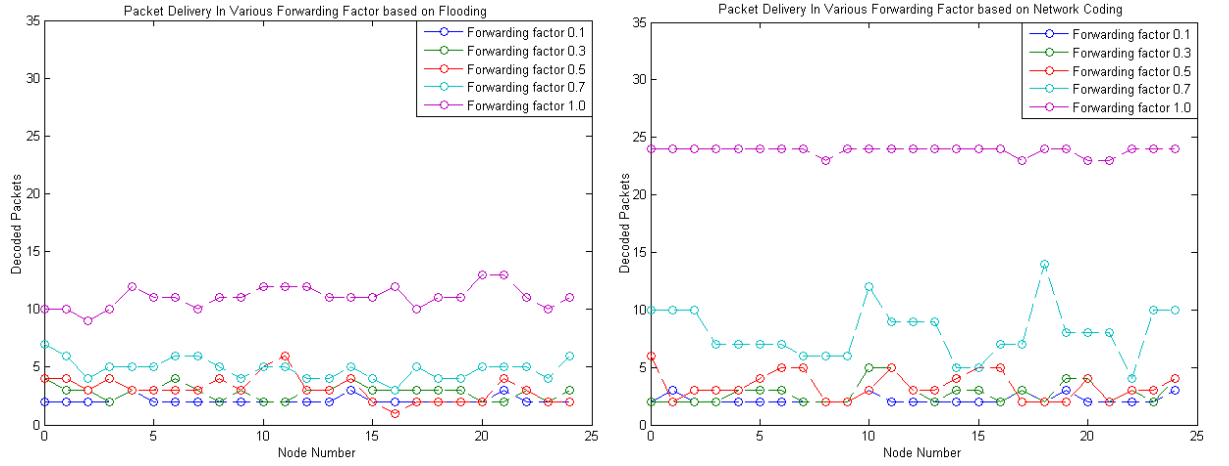 Packet Delivery In Various Forwarding Factor based on Flooding
35
30
25
20
15
10
5
0
Decoded Packets
0 5 10 15 20 25
Node Number
Forwarding factor 0.1
Forwarding factor 0.3
Forwarding factor 0.5
Forwarding factor 0.7
Forwarding factor 1.0
Packet Delivery In Various Forwarding Factor based on Network Coding
35
30
25
20
15
10
5
0
Decoded Packets
0 5 10 15 20 25
Node Number
Forwarding factor 0.1
Forwarding factor 0.3
Forwarding factor 0.5
Forwarding factor 0.7
Forwarding factor 1.0